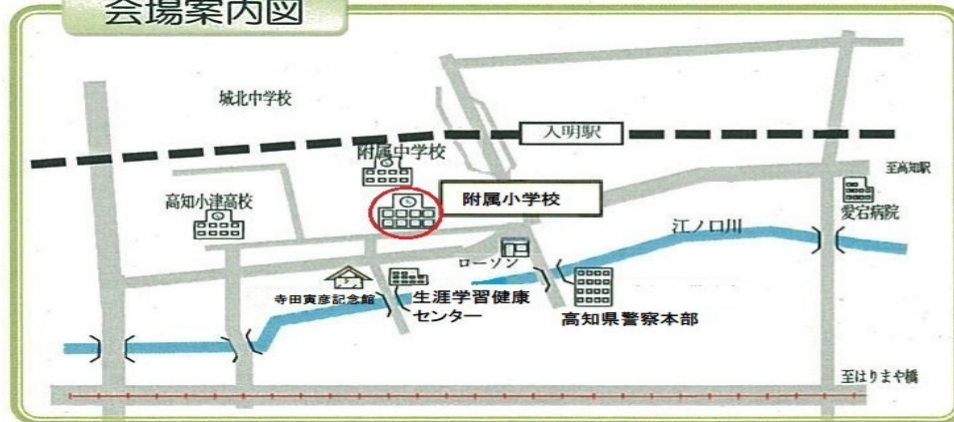 会場案内図
城北中学校
入明駅
附属中学校
至高知駅
高知小津高校
附属小学校
愛宕病院
江ノ口川
ローソン
寺田寅彦記念館
生涯学習健康
センター
高知県警察本部
至はりまや橋